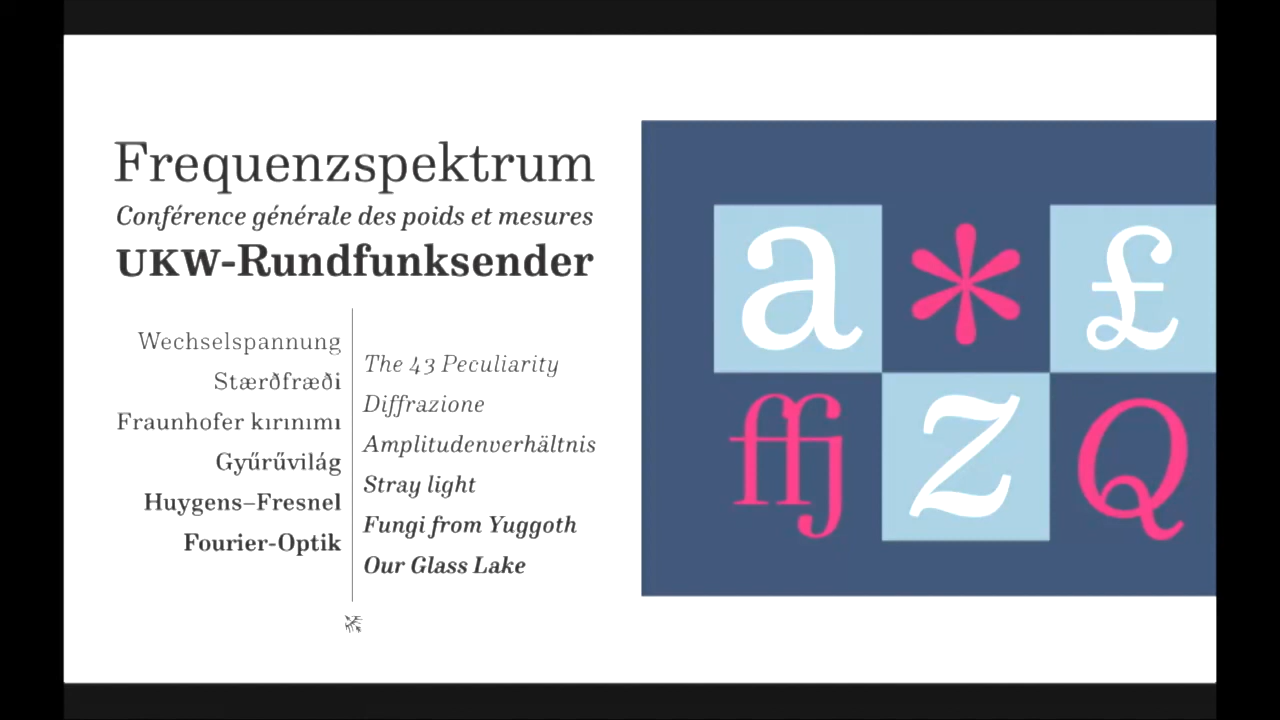 Frequenzspektrum
Conférence générale des poids et mesures
UKW-Rundfunksender
Wechselspannung
Stærðfræði
Fraunhofer kırınımı
Gyűrűvilág
Huygens–Fresnel
Fourier-Optik
The 43 Peculiarity
Diffrazione
Amplitudenverhältnis
Stray light
Fungi from Yuggoth
Our Glass Lake
a * £
ffj Z Q